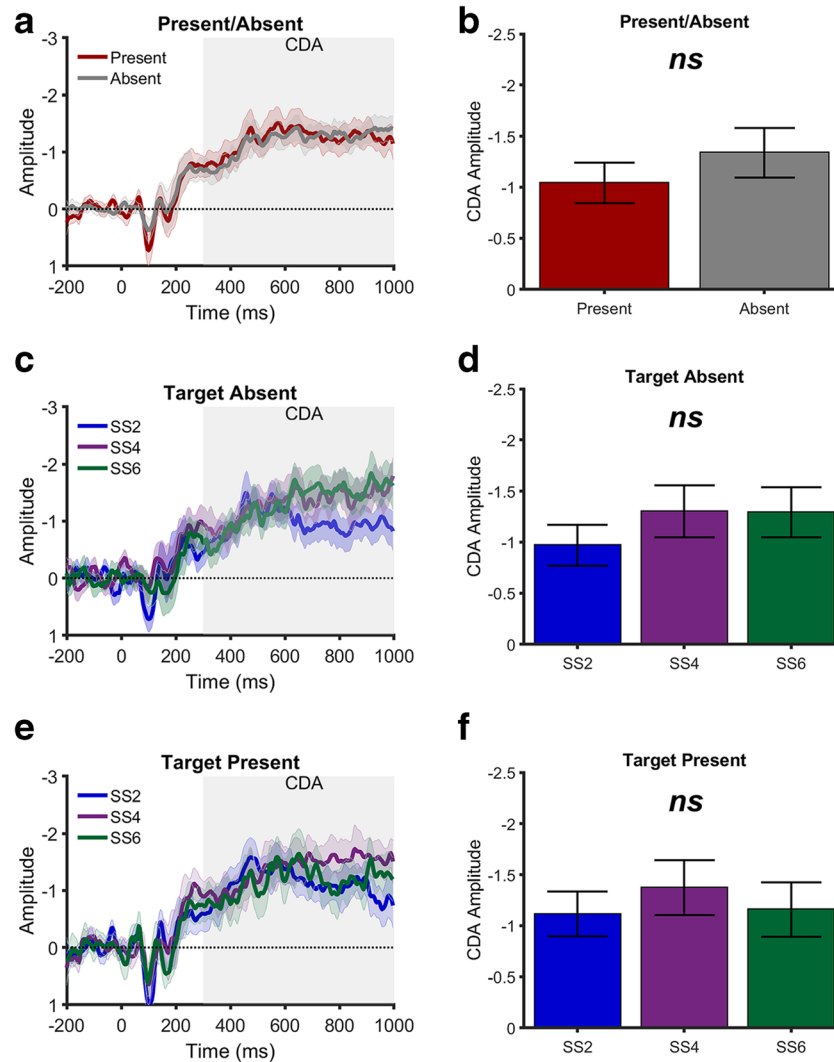 a
Present/Absent
CDA
Present
Absent
-3
-2
-1
0
1
Amplitude
-200 0 200 400 600 800 1000
Time (ms)
b
Present/Absent
ns
-2.5
-2
-1.5
-1
-0.5
0
CDA Amplitude
Present Absent
c
Target Absent
CDA
SS2
SS4
SS6
-3
-2
-1
0
1
Amplitude
-200 0 200 400 600 800 1000
Time (ms)
d
Target Absent
ns
-2.5
-2
-1.5
-1
-0.5
0
CDA Amplitude
SS2 SS4 SS6
e
Target Present
CDA
SS2
SS4
SS6
-3
-2
-1
0
1
Amplitude
-200 0 200 400 600 800 1000
Time (ms)
f
Target Present
ns
-2.5
-2
-1.5
-1
-0.5
0
CDA Amplitude
SS2 SS4 SS6